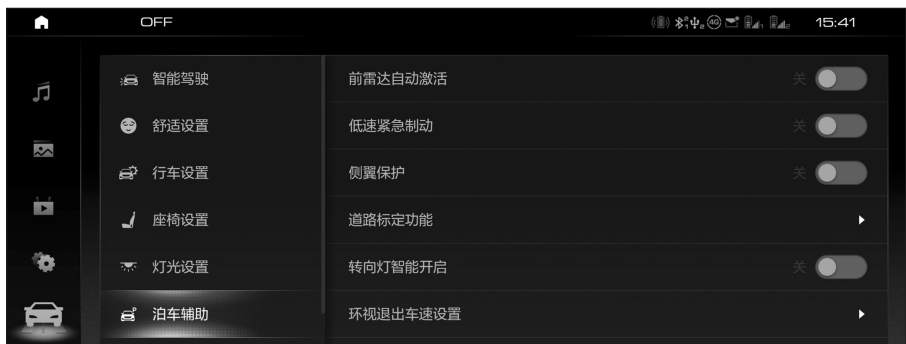 OFF
4G
15:41
智能驾驶
舒适设置
行车设置
座椅设置
灯光设置
泊车辅助
前雷达自动激活 关
低速紧急制动 关
侧翼保护 关
道路标定功能
转向灯智能开启 关
环视退出车速设置